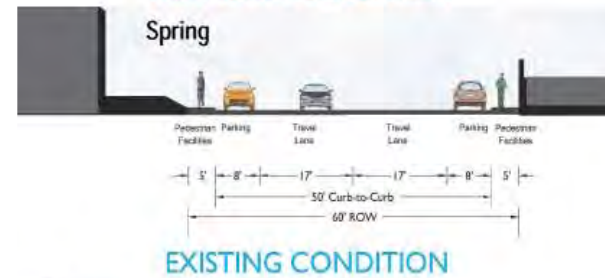 Spring
Pedestrian Parking Travel Travel Parking Pedestrian
Facilities Lane Lane Facilities
5' 8' 17' 17' 8' 5'
50' Curb-to-Curb
60' ROW
EXISTING CONDITION